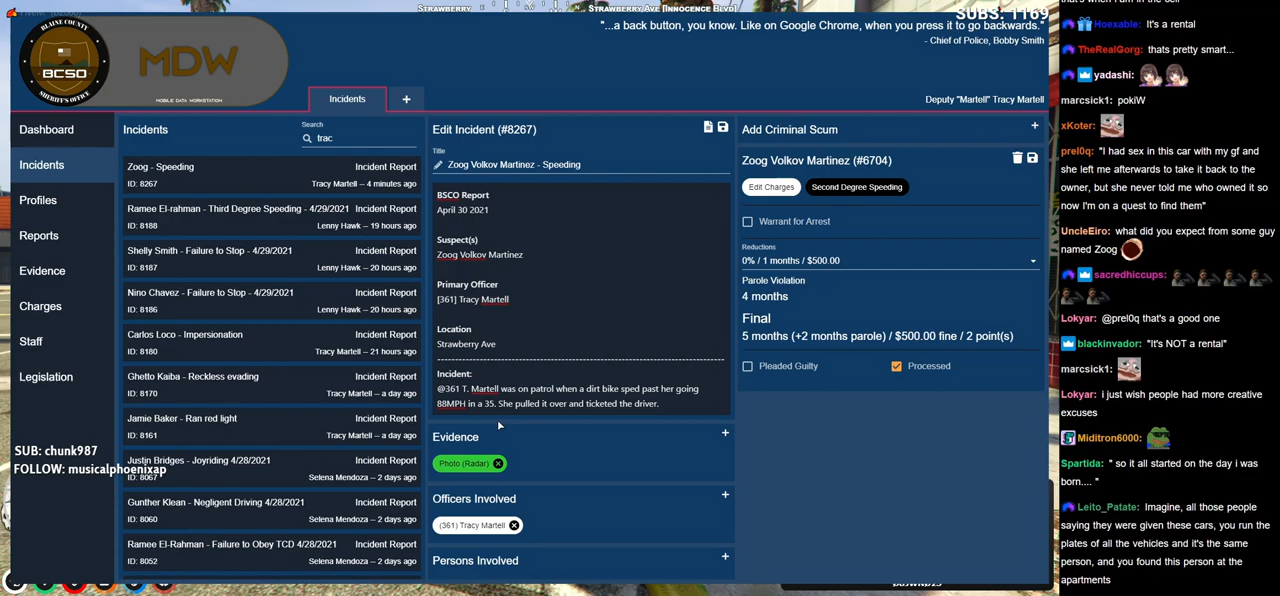 STRAWBERRY
STRAWBERRY AVE [INNOCENCE BLVD]
SUBS: 1169
"...a back button, you know. Like on Google Chrome, when you press it to go backwards."
- Chief of Police, Bobby Smith
BLAINE COUNTY
BCSO
SHERIFF'S OFFICE
MDW
MOBILE DATA WORKSTATION
Incidents
+
Deputy "Martell" Tracy Martell
Dashboard
Incidents
Profiles
Reports
Evidence
Charges
Staff
Legislation
SUB: chunk987
FOLLOW: musicalphoenixap
Incidents
Search
trac
Zoog - Speeding Incident Report
ID: 8267 Tracy Martell -- 4 minutes ago
Ramee El-rahman - Third Degree Speeding - 4/29/2021 Incident Report
ID: 8188 Lenny Hawk -- 19 hours ago
Shelly Smith - Failure to Stop - 4/29/2021 Incident Report
ID: 8187 Lenny Hawk -- 20 hours ago
Nino Chavez - Failure to Stop - 4/29/2021 Incident Report
ID: 8186 Lenny Hawk -- 20 hours ago
Carlos Loco - Impersonation Incident Report
ID: 8180 Tracy Martell -- 21 hours ago
Ghetto Kaiba - Reckless evading Incident Report
ID: 8170 Tracy Martell -- a day ago
Jamie Baker - Ran red light Incident Report
ID: 8161 Tracy Martell -- a day ago
Justin Bridges - Joyriding 4/28/2021 Incident Report
ID: 8067 Selena Mendoza -- 2 days ago
Gunther Klean - Negligent Driving 4/28/2021 Incident Report
ID: 8060 Selena Mendoza -- 2 days ago
Ramee El-Rahman - Failure to Obey TCD 4/28/2021 Incident Report
ID: 8052 Selena Mendoza -- 2 days ago
Edit Incident (#8267)
Title
Zoog Volkov Martinez - Speeding
BSCO Report
April 30 2021
Suspect(s)
Zoog Volkov Martinez
Primary Officer
[361] Tracy Martell
Location
Strawberry Ave
--------------------------------------------------------------------------------
Incident:
@361 T. Martell was on patrol when a dirt bike sped past her going
88MPH in a 35. She pulled it over and ticketed the driver.
Evidence +
Photo (Radar)
Officers Involved +
(361) Tracy Martell
Persons Involved +
Add Criminal Scum +
Zoog Volkov Martinez (#6704)
Edit Charges Second Degree Speeding
Warrant for Arrest
Reductions
0% / 1 months / $500.00
Parole Violation
4 months
Final
5 months (+2 months parole) / $500.00 fine / 2 point(s)
Pleaded Guilty Processed
Hoexable: It's a rental
TheRealGorg: thats pretty smart...
yadashi:
marcsick1: pokiW
xKoter:
prel0q: "I had sex in this car with my gf and
she left me afterwards to take it back to the
owner, but she never told me who owned it so
now I'm on a quest to find them"
UncleEiro: what did you expect from some guy
named Zoog
sacredhiccups:
Lokyar: @prel0q that's a good one
blackinvador: "It's NOT a rental"
marcsick1:
Lokyar: i just wish people had more creative
excuses
Miditron6000:
Spartida: " so it all started on the day i was
born.... "
Leito_Patate: Imagine, all those people
saying they were given these cars, you run the
plates of all the vehicles and it's the same
person, and you found this person at the
apartments